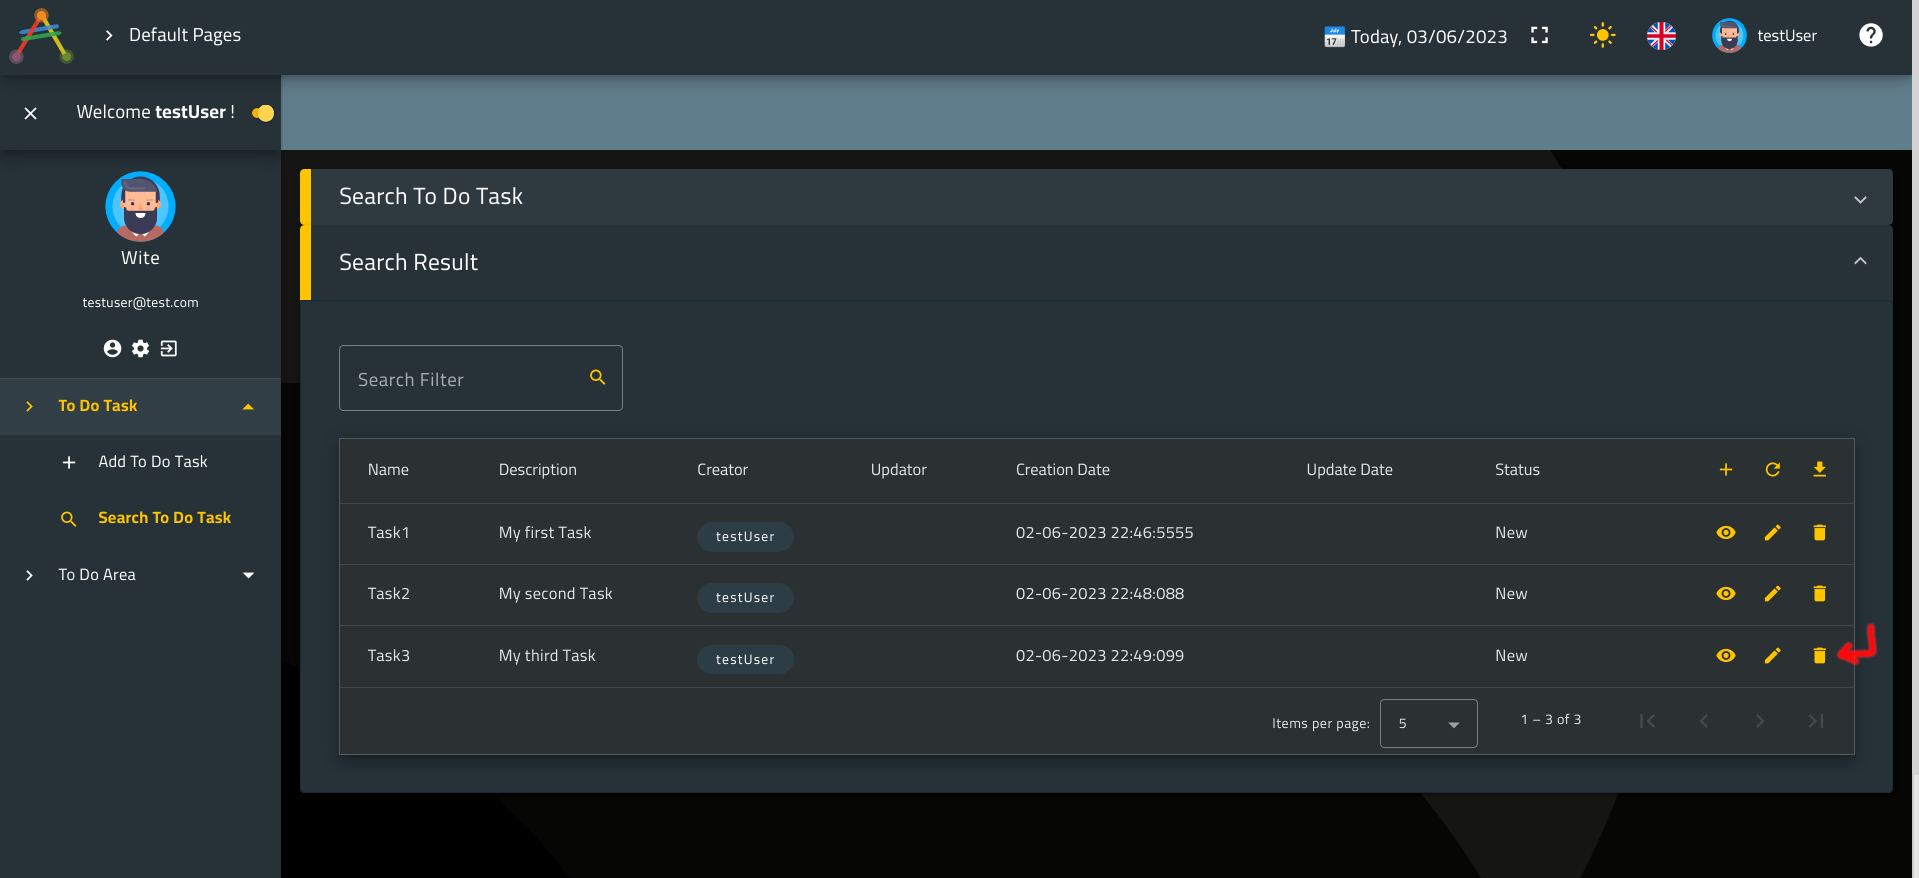 Default Pages
JULY
17
Today, 03/06/2023
testUser
?
Welcome testUser !
Wite
testuser@test.com
To Do Task
Add To Do Task
Search To Do Task
To Do Area
Search To Do Task
Search Result
Search Filter
Name Description Creator Updator Creation Date Update Date Status
Task1 My first Task testUser 02-06-2023 22:46:5555 New
Task2 My second Task testUser 02-06-2023 22:48:088 New
Task3 My third Task testUser 02-06-2023 22:49:099 New
Items per page: 5 1 – 3 of 3